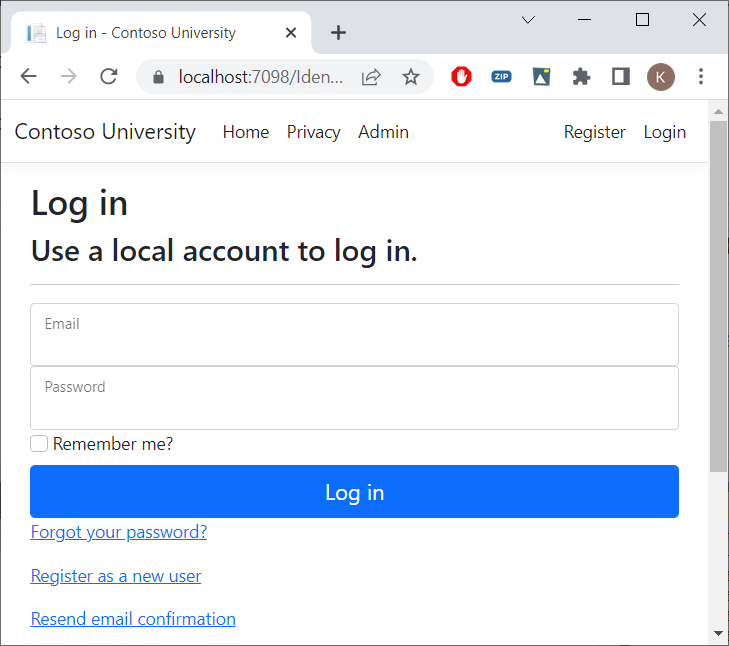 Log in - Contoso University
localhost:7098/Iden...
ZIP
K
Contoso University Home Privacy Admin Register Login
Log in
Use a local account to log in.
Email
Password
Remember me?
Log in
Forgot your password?
Register as a new user
Resend email confirmation